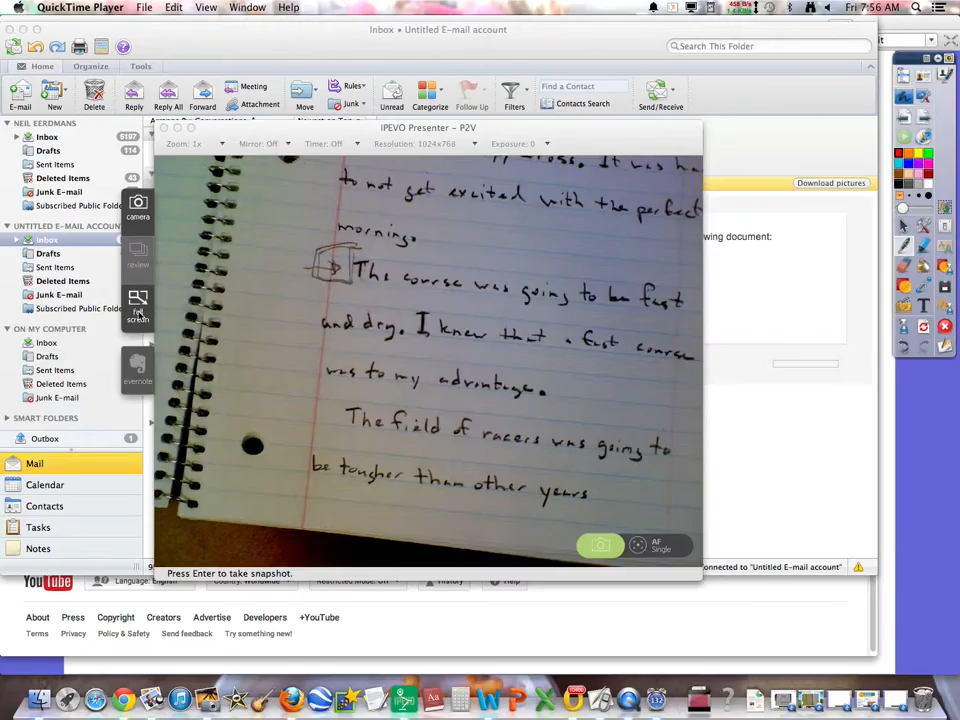 QuickTime Player File Edit View Window Help Fri 7:56 AM
Inbox • Untitled E-mail account
Search This Folder
Home Organize Tools
E-mail New Delete Reply Reply All Forward Meeting Attachment Move Rules Junk Unread Categorize Follow Up Filters Find a Contact Contacts Search Send/Receive
NEIL EERDMANS
Inbox 5197
Drafts 114
Sent Items
Deleted Items 43
Junk E-mail
Subscribed Public Folde
UNTITLED E-MAIL ACCOUNT
Inbox
Drafts
Sent Items
Deleted Items
Junk E-mail
Subscribed Public Folde
ON MY COMPUTER
Inbox
Drafts
Sent Items
Deleted Items
Junk E-mail
SMART FOLDERS
Outbox 1
Mail
Calendar
Contacts
Tasks
Notes
camera
review
full screen
evernote
IPEVO Presenter - P2V
Zoom: 1x Mirror: Off Timer: Off Resolution: 1024x768 Exposure: 0
It was ha
to not get excited with the perfect
morning.
The course was going to be fast
and dry. I knew that a fast course
was to my advantage.
The field of racers was going to
be tougher than other years
AF
Single
Press Enter to take snapshot.
Download pictures
wing document:
onnected to "Untitled E-mail account"
YouTube Language: English Country: Worldwide Restricted Mode: Off History Help
About Press Copyright Creators Advertise Developers +YouTube
Terms Privacy Policy & Safety Send feedback Try something new!